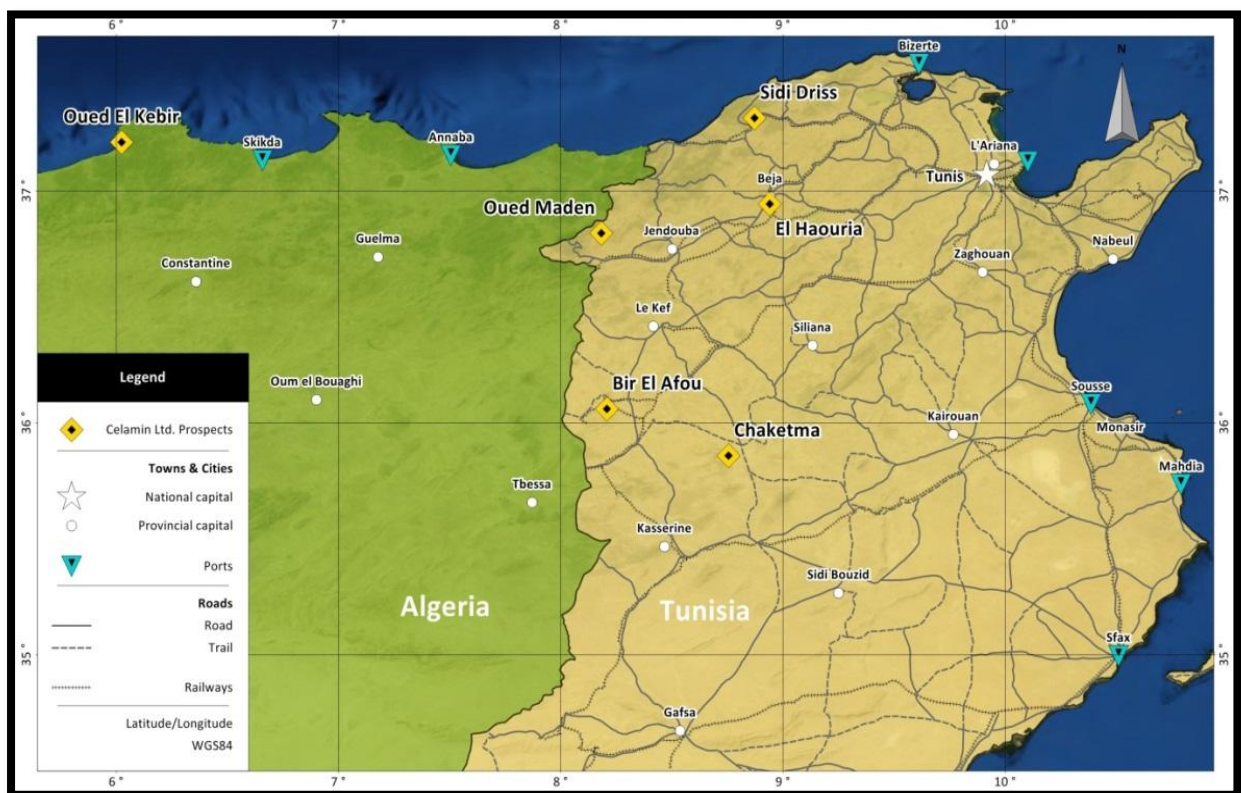 6° 7° 8° 9° 10°
N
Bizerte
Sidi Driss
Oued El Kebir
Skikda
Annaba
L'Ariana
Tunis
Beja
37°
37°
Oued Maden
El Haouria
Jendouba
Guelma
Nabeul
Zaghouan
Constantine
Le Kef
Siliana
Oum el Bouaghi
Bir El Afou
Sousse
Kairouan
Monasir
36°
36°
Chaketma
Mahdia
Tbessa
Kasserine
Sidi Bouzid
Algeria
Tunisia
Sfax
35°
35°
Gafsa
Legend
Celamin Ltd. Prospects
Towns & Cities
National capital
Provincial capital
Ports
Roads
Road
Trail
Railways
Latitude/Longitude
WGS84
6° 7° 8° 9° 10°